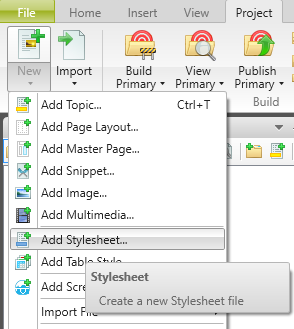 File Home Insert View Project
New Import Build Primary View Primary Publish Primary
Build
Add Topic... Ctrl+T
Add Page Layout...
Add Master Page...
Add Snippet...
Add Image...
Add Multimedia...
Add Stylesheet...
Add Table Style
Stylesheet
Add Scre
Create a new Stylesheet file
Import File